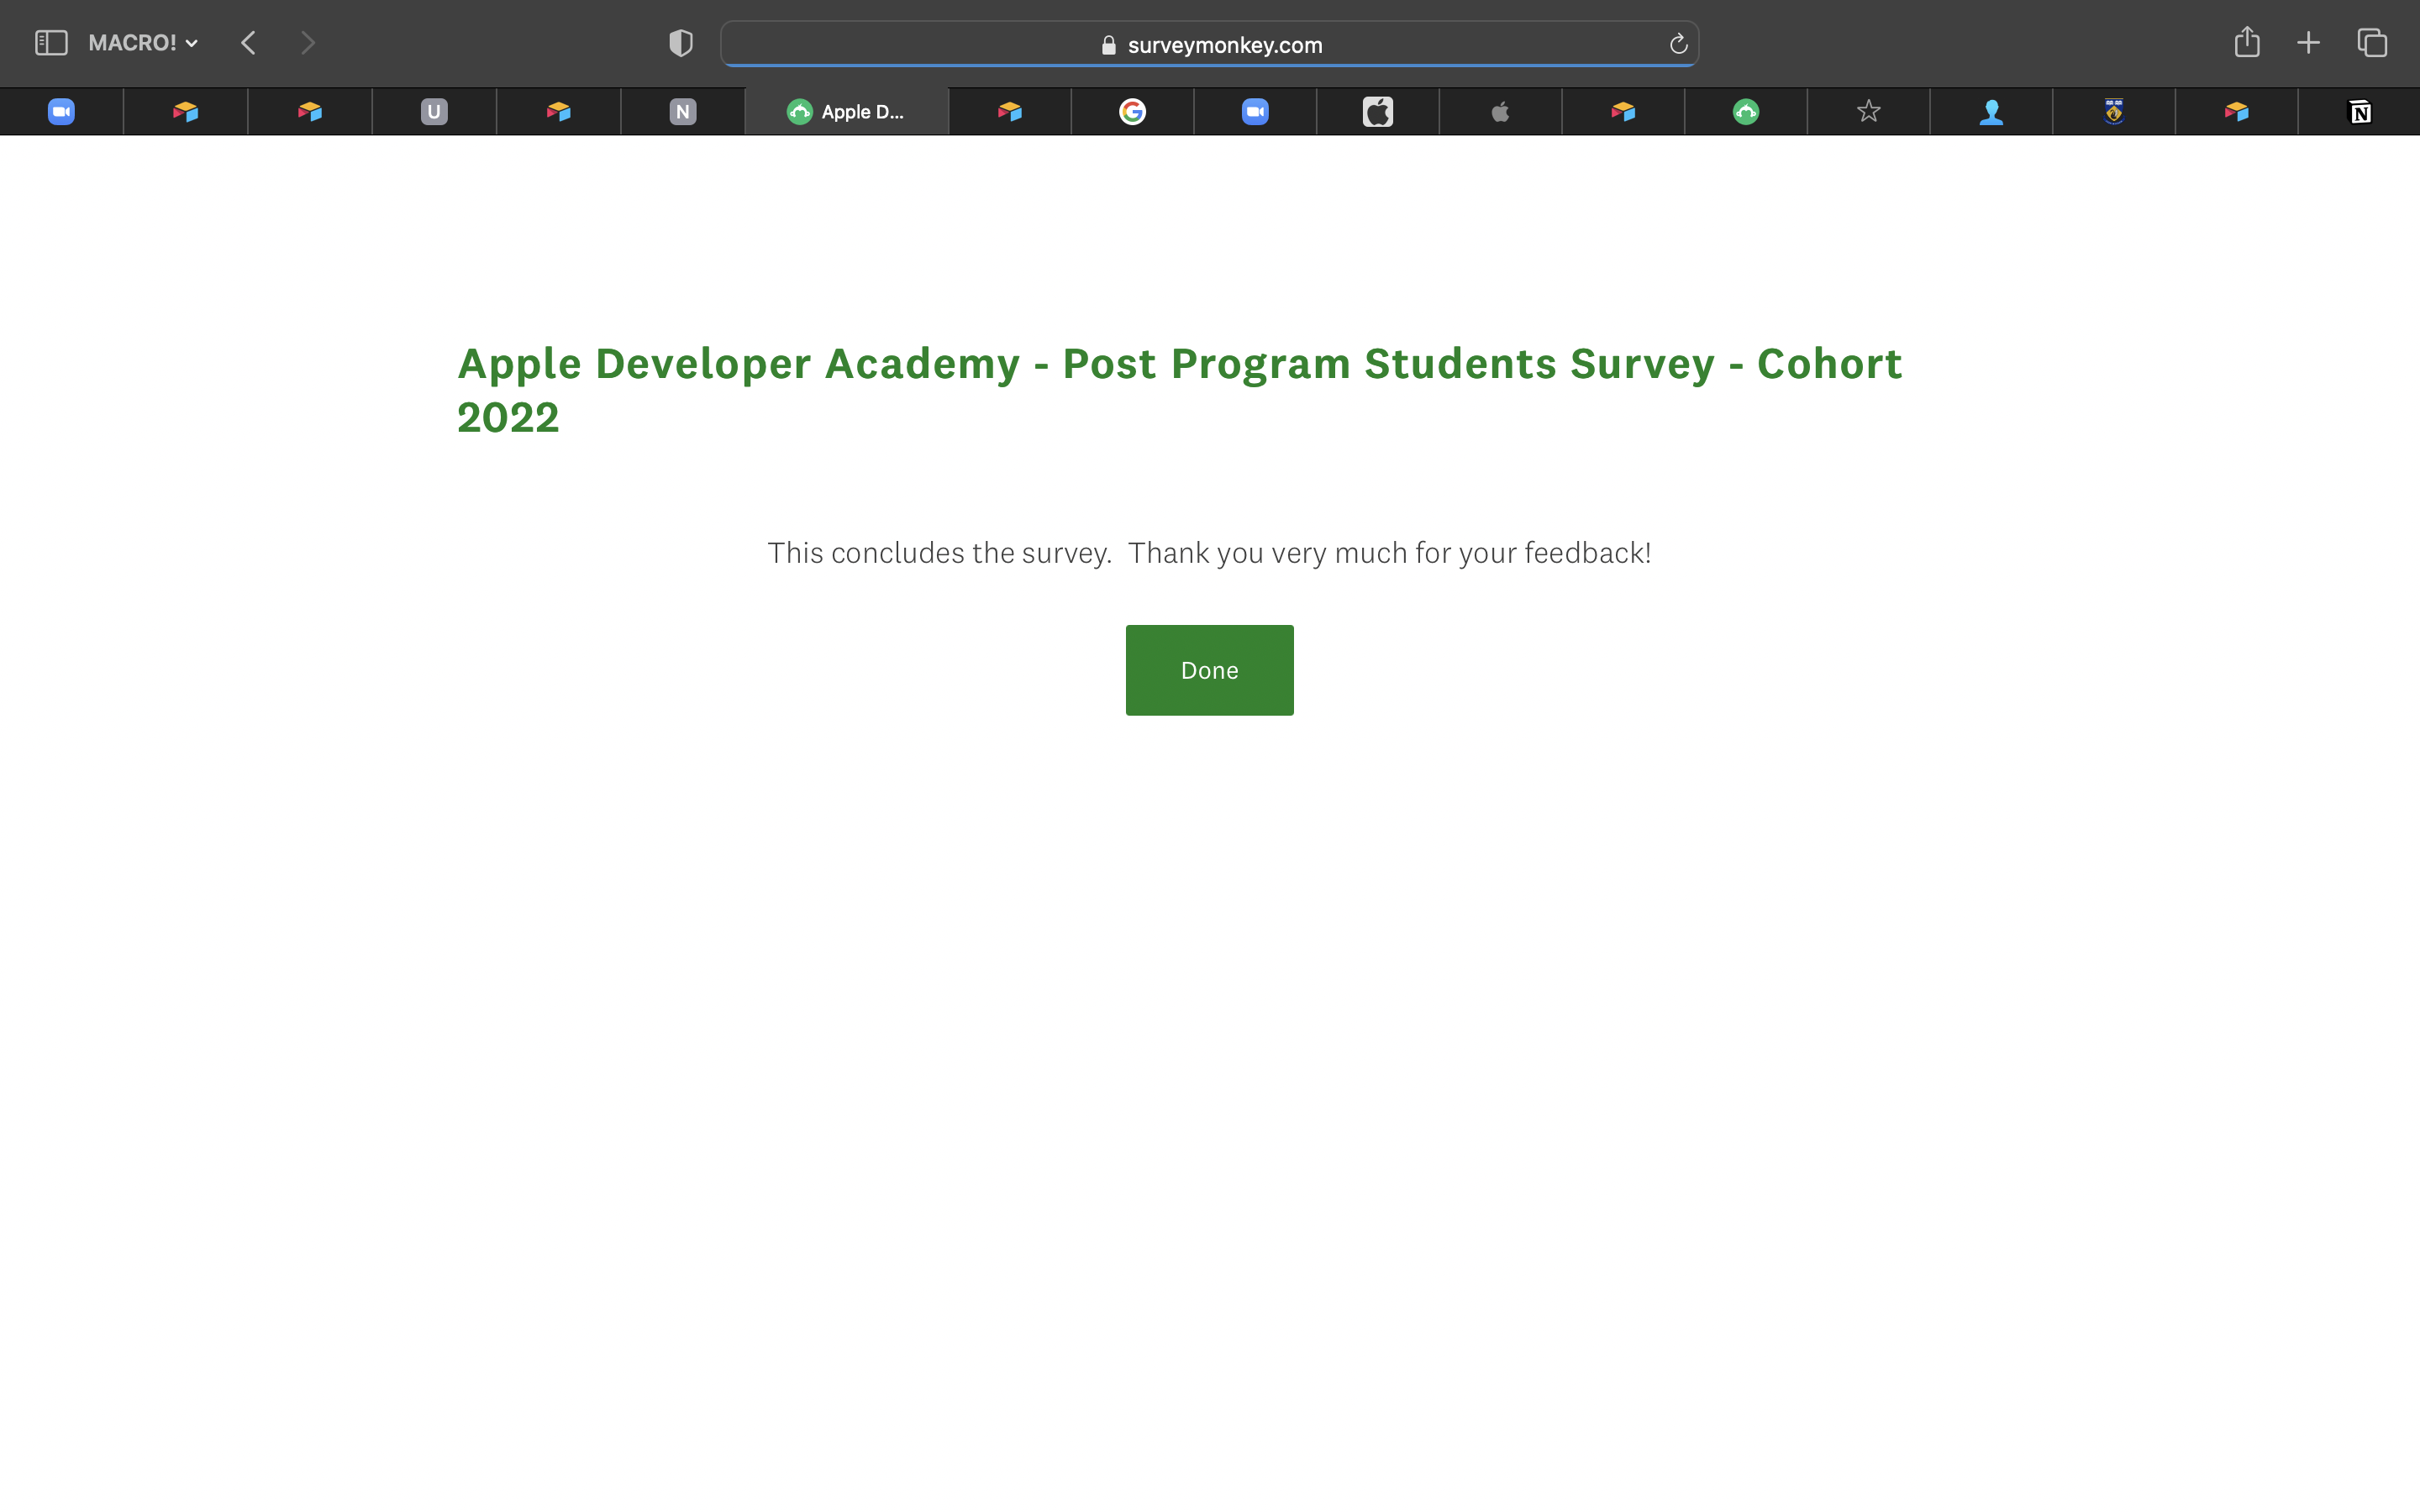 MACRO!
surveymonkey.com
U
N
Apple D...
Apple Developer Academy - Post Program Students Survey - Cohort
2022
This concludes the survey.  Thank you very much for your feedback!
Done